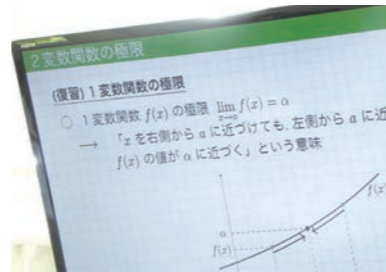 2変数関数の極限
(復習) 1変数関数の極限
○ 1変数関数 f(x) の極限 lim f(x) = α
x→a
→ 「x を右側から a に近づけても, 左側から a に近
f(x) の値が α に近づく」という意味
α
f(x)